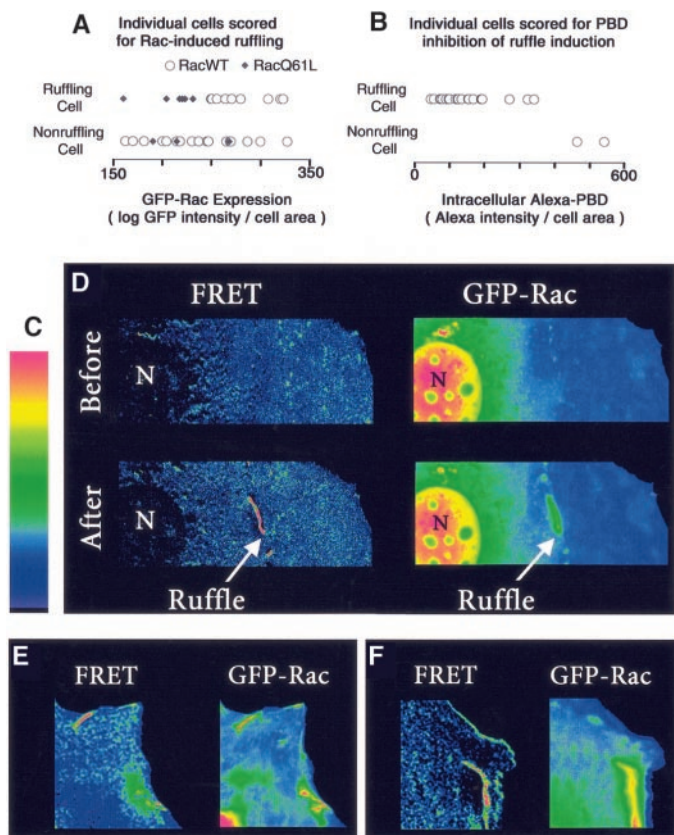 A
Individual cells scored
for Rac-induced ruffling
RacWT RacQ61L
Ruffling
Cell
Nonruffling
Cell
150 350
GFP-Rac Expression
( log GFP intensity / cell area )
B
Individual cells scored for PBD
inhibition of ruffle induction
Ruffling
Cell
Nonruffling
Cell
0 600
Intracellular Alexa-PBD
( Alexa intensity / cell area)
C
D
FRET GFP-Rac
Before
N N
After
N N
Ruffle Ruffle
E
FRET GFP-Rac
F
FRET GFP-Rac